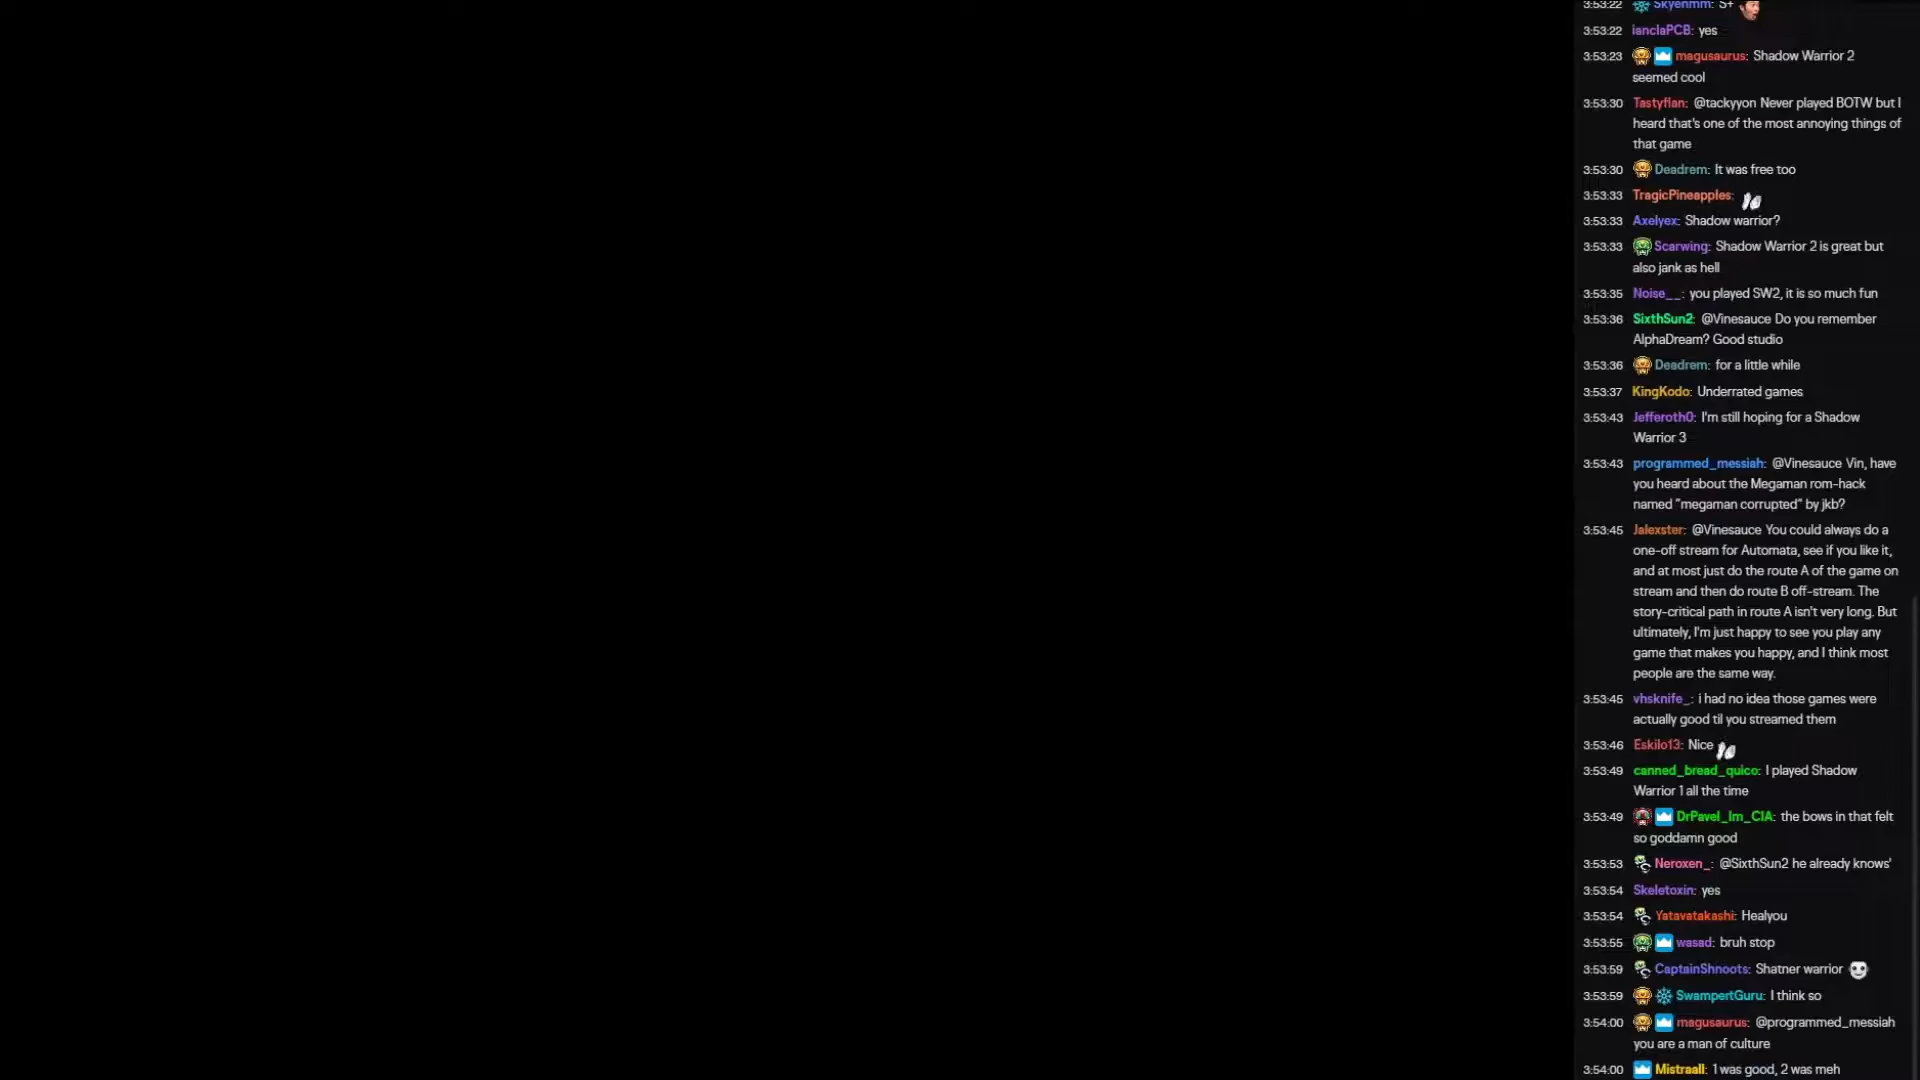 3:53:22 Skyenmm: S+
3:53:22 ianclaPCB: yes
3:53:23 magusaurus: Shadow Warrior 2
seemed cool
3:53:30 Tastyflan: @tackyyon Never played BOTW but I
heard that's one of the most annoying things of
that game
3:53:30 Deadrem: It was free too
3:53:33 TragicPineapples:
3:53:33 Axelyex: Shadow warrior?
3:53:33 Scarwing: Shadow Warrior 2 is great but
also jank as hell
3:53:35 Noise__: you played SW2, it is so much fun
3:53:36 SixthSun2: @Vinesauce Do you remember
AlphaDream? Good studio
3:53:36 Deadrem: for a little while
3:53:37 KingKodo: Underrated games
3:53:43 Jefferoth0: I'm still hoping for a Shadow
Warrior 3
3:53:43 programmed_messiah: @Vinesauce Vin, have
you heard about the Megaman rom-hack
named "megaman corrupted" by jkb?
3:53:45 Jalexster: @Vinesauce You could always do a
one-off stream for Automata, see if you like it,
and at most just do the route A of the game on
stream and then do route B off-stream. The
story-critical path in route A isn't very long. But
ultimately, I'm just happy to see you play any
game that makes you happy, and I think most
people are the same way.
3:53:45 vhsknife_: i had no idea those games were
actually good til you streamed them
3:53:46 Eskilo13: Nice
3:53:49 canned_bread_quico: I played Shadow
Warrior 1 all the time
3:53:49 DrPavel_Im_CIA: the bows in that felt
so goddamn good
3:53:53 Neroxen_: @SixthSun2 he already knows'
3:53:54 Skeletoxin: yes
3:53:54 Yatavatakashi: Healyou
3:53:55 wasad: bruh stop
3:53:59 CaptainShnoots: Shatner warrior
3:53:59 SwampertGuru: I think so
3:54:00 magusaurus: @programmed_messiah
you are a man of culture
3:54:00 Mistraall: 1 was good, 2 was meh